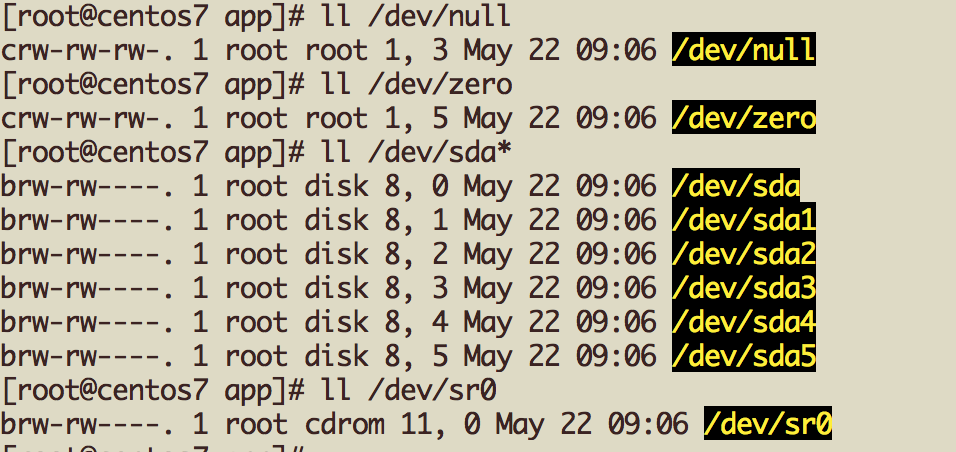 [root@centos7 app]# ll /dev/null
crw-rw-rw-. 1 root root 1, 3 May 22 09:06 /dev/null
[root@centos7 app]# ll /dev/zero
crw-rw-rw-. 1 root root 1, 5 May 22 09:06 /dev/zero
[root@centos7 app]# ll /dev/sda*
brw-rw----. 1 root disk 8, 0 May 22 09:06 /dev/sda
brw-rw----. 1 root disk 8, 1 May 22 09:06 /dev/sda1
brw-rw----. 1 root disk 8, 2 May 22 09:06 /dev/sda2
brw-rw----. 1 root disk 8, 3 May 22 09:06 /dev/sda3
brw-rw----. 1 root disk 8, 4 May 22 09:06 /dev/sda4
brw-rw----. 1 root disk 8, 5 May 22 09:06 /dev/sda5
[root@centos7 app]# ll /dev/sr0
brw-rw----. 1 root cdrom 11, 0 May 22 09:06 /dev/sr0